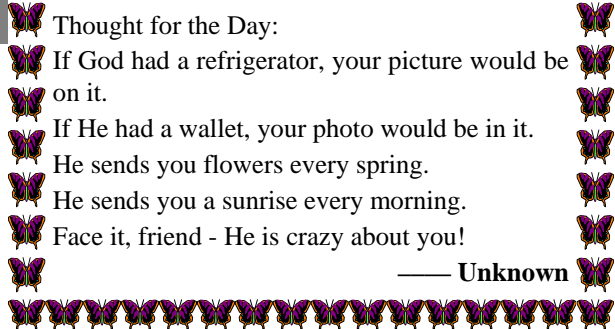 Thought for the Day:
If God had a refrigerator, your picture would be
on it.
If He had a wallet, your photo would be in it.
He sends you flowers every spring.
He sends you a sunrise every morning.
Face it, friend - He is crazy about you!
—— Unknown